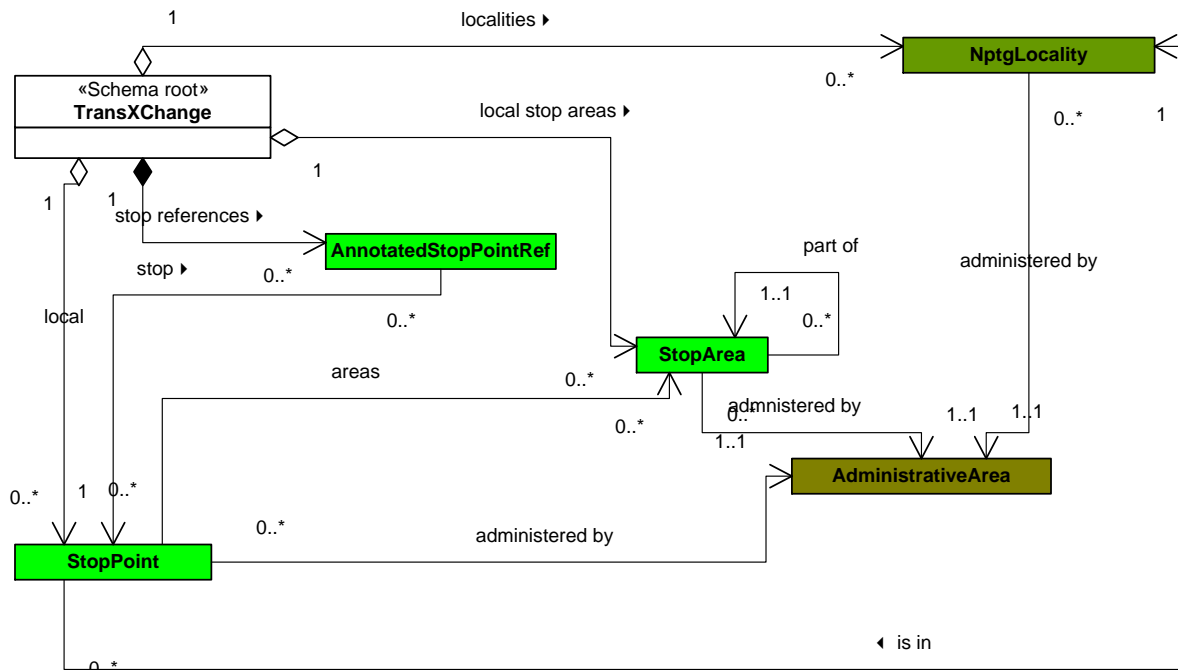 1
localities ▸
NptgLocality
0..*
«Schema root»
TransXChange
local stop areas ▸
0..*
1
1
1
1
stop references ▸
AnnotatedStopPointRef
part of
stop ▸
0..*
administered by
1..1
local
0..*
0..*
StopArea
areas
0..*
admnistered by
0..*
0..*
1..1
1..1
1..1
AdministrativeArea
0..*
1
0..*
0..*
administered by
StopPoint
◂ is in
0..*